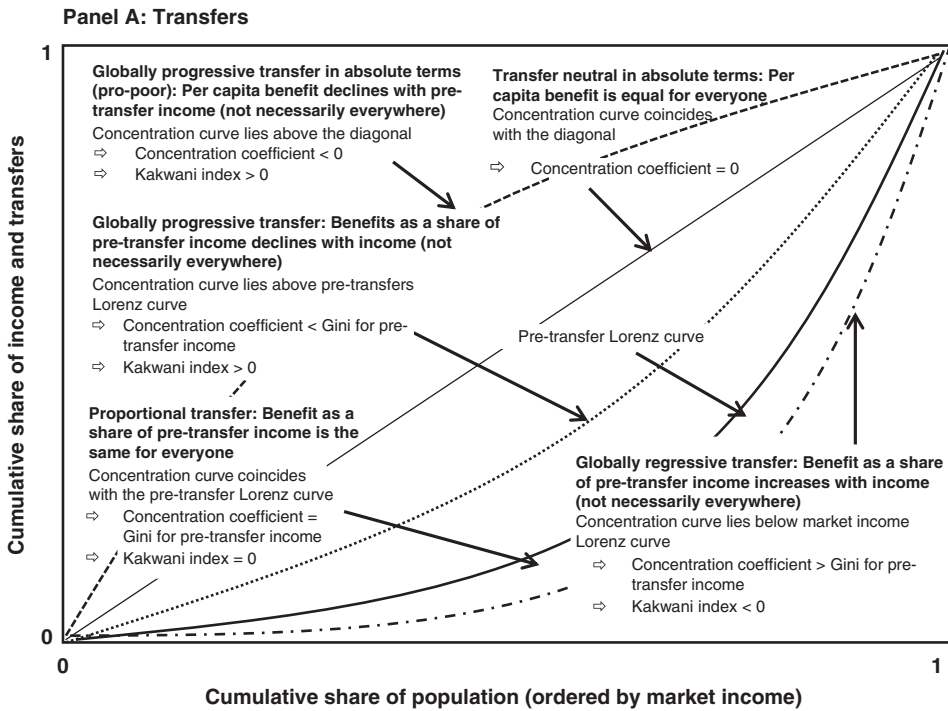 Panel A: Transfers
1
Globally progressive transfer in absolute terms
(pro-poor): Per capita benefit declines with pre-
transfer income (not necessarily everywhere)
Concentration curve lies above the diagonal
⇨ Concentration coefficient < 0
⇨ Kakwani index > 0
Transfer neutral in absolute terms: Per
capita benefit is equal for everyone
Concentration curve coincides
with the diagonal
⇨ Concentration coefficient = 0
Globally progressive transfer: Benefits as a share of
pre-transfer income declines with income (not
necessarily everywhere)
Concentration curve lies above pre-transfers
Lorenz curve
⇨ Concentration coefficient < Gini for pre-
transfer income
⇨ Kakwani index > 0
Pre-transfer Lorenz curve
Proportional transfer: Benefit as a
share of pre-transfer income is the
same for everyone
Concentration curve coincides
with the pre-transfer Lorenz curve
⇨ Concentration coefficient =
Gini for pre-transfer income
⇨ Kakwani index = 0
Globally regressive transfer: Benefit as a share
of pre-transfer income increases with income
(not necessarily everywhere)
Concentration curve lies below market income
Lorenz curve
⇨ Concentration coefficient > Gini for pre-
transfer income
⇨ Kakwani index < 0
Cumulative share of income and transfers
0
0
1
Cumulative share of population (ordered by market income)